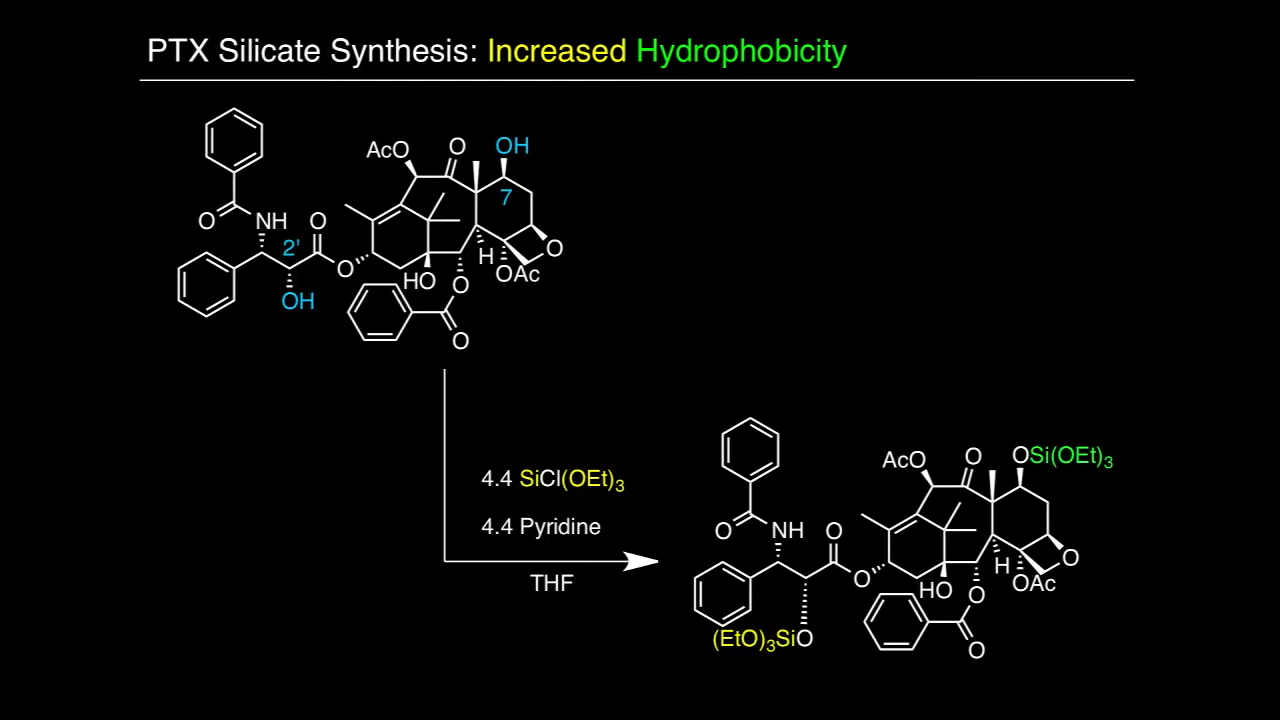 PTX Silicate Synthesis: Increased Hydrophobicity
AcO
O
OH
7
O
NH
O
2'
O
O
H
HO
OAc
OH
O
O
4.4 SiCl(OEt)₃
4.4 Pyridine
THF
AcO
O
OSi(OEt)₃
O
NH
O
O
O
H
HO
OAc
O
(EtO)₃SiO
O